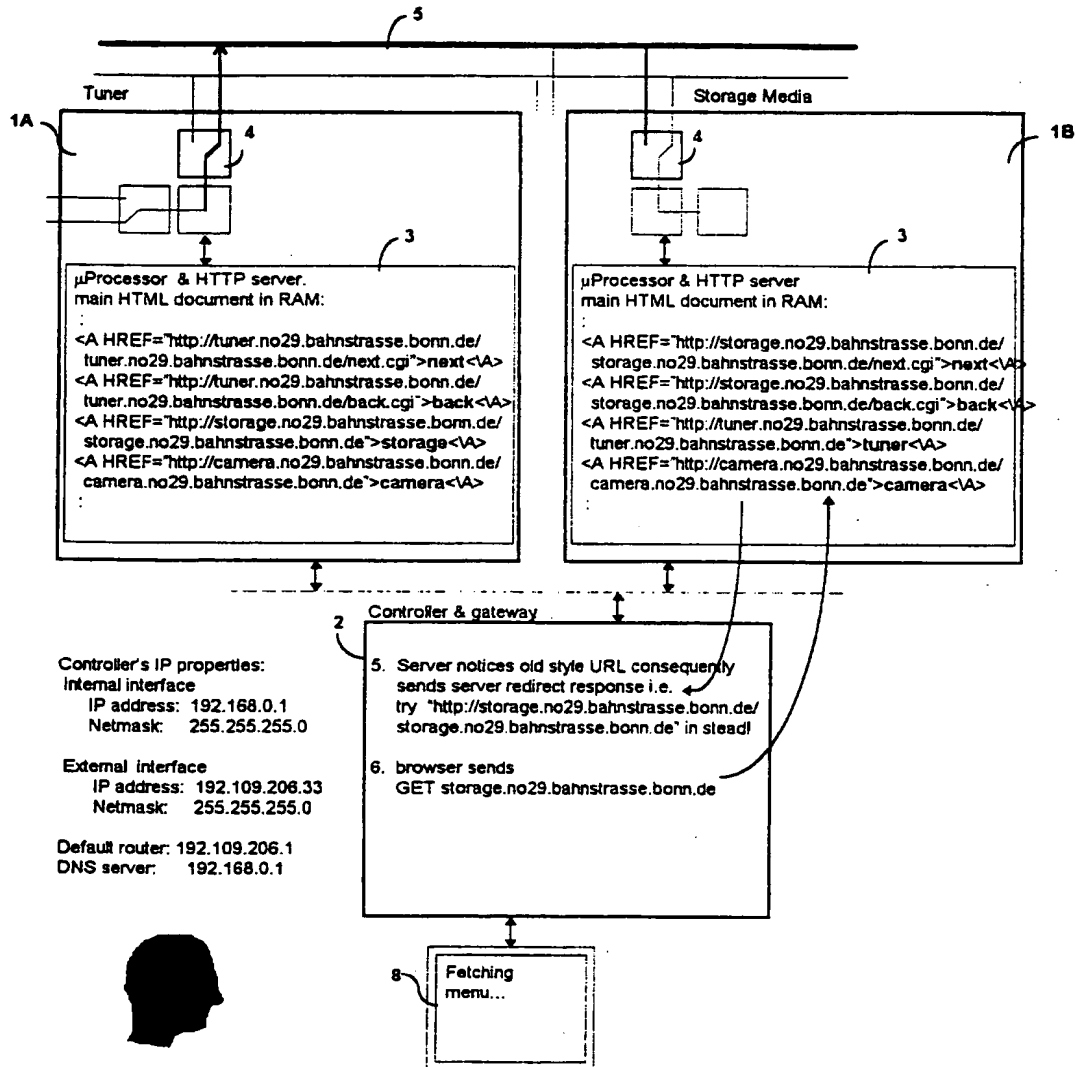 5
Tuner
Storage Media
1A
4
4
1B
3
3
µProcessor & HTTP server.
main HTML document in RAM:
:
<A HREF="http://tuner.no29.bahnstrasse.bonn.de/
tuner.no29.bahnstrasse.bonn.de/next.cgi">next<\A>
<A HREF="http://tuner.no29.bahnstrasse.bonn.de/
tuner.no29.bahnstrasse.bonn.de/back.cgi">back<\A>
<A HREF="http://storage.no29.bahnstrasse.bonn.de/
storage.no29.bahnstrasse.bonn.de">storage<\A>
<A HREF="http://camera.no29.bahnstrasse.bonn.de/
camera.no29.bahnstrasse.bonn.de">camera<\A>
:
µProcessor & HTTP server
main HTML document in RAM:
:
<A HREF="http://storage.no29.bahnstrasse.bonn.de/
storage.no29.bahnstrasse.bonn.de/next.cgi">next<\A>
<A HREF="http://storage.no29.bahnstrasse.bonn.de/
storage.no29.bahnstrasse.bonn.de/back.cgi">back<\A>
<A HREF="http://tuner.no29.bahnstrasse.bonn.de/
tuner.no29.bahnstrasse.bonn.de">tuner<\A>
<A HREF="http://camera.no29.bahnstrasse.bonn.de/
camera.no29.bahnstrasse.bonn.de">camera<\A>
:
Controller & gateway
2
5. Server notices old style URL consequently
sends server redirect response i.e.
try "http://storage.no29.bahnstrasse.bonn.de/
storage.no29.bahnstrasse.bonn.de" in stead!
6. browser sends
GET storage.no29.bahnstrasse.bonn.de
Controller's IP properties:
Internal interface
IP address: 192.168.0.1
Netmask: 255.255.255.0
External interface
IP address: 192.109.206.33
Netmask: 255.255.255.0
Default router: 192.109.206.1
DNS server: 192.168.0.1
8
Fetching
menu...